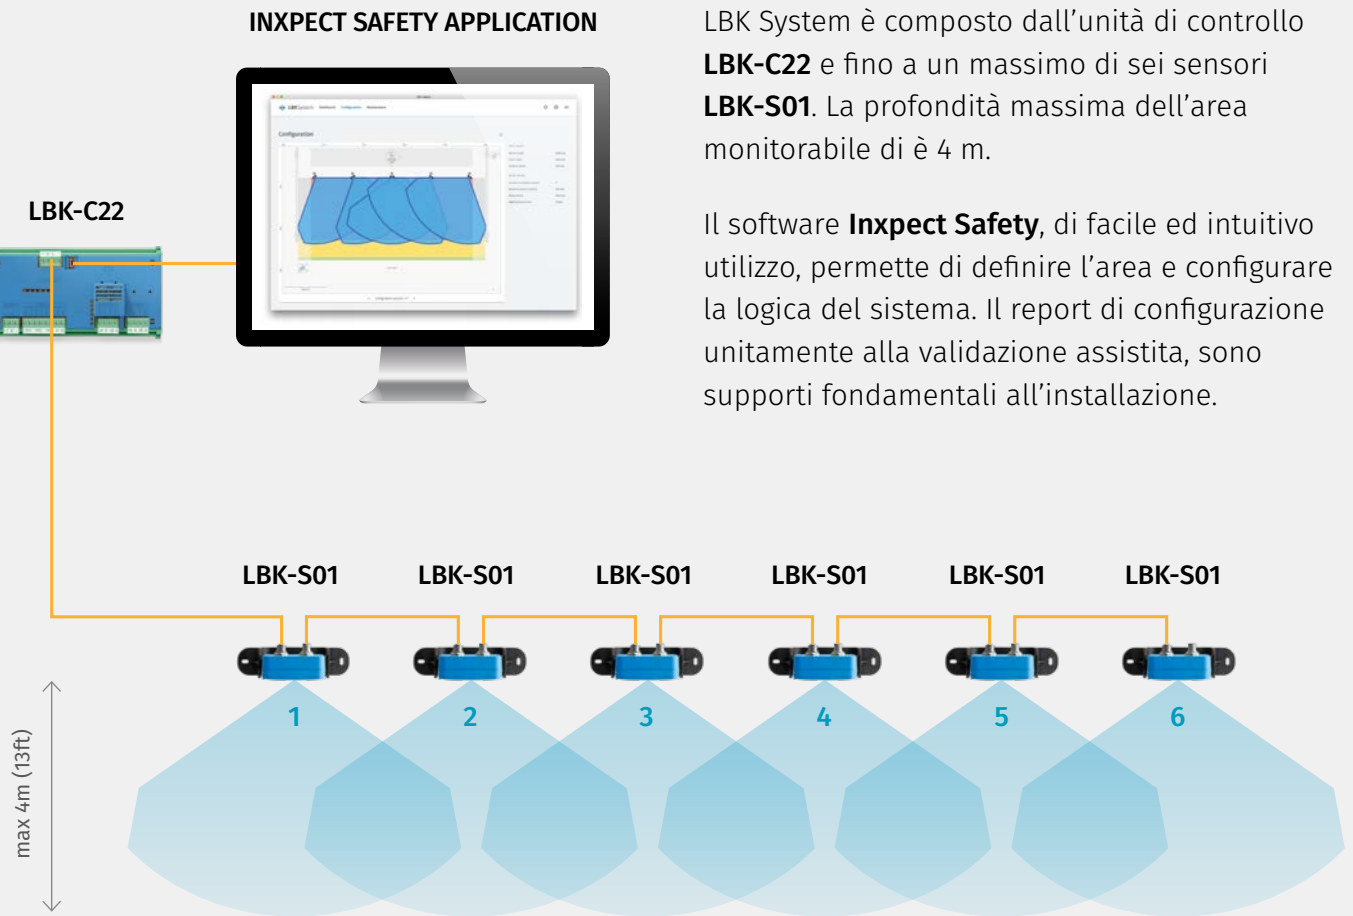 INXPECT SAFETY APPLICATION
LBK System è composto dall’unità di controllo
LBK-C22 e fino a un massimo di sei sensori
LBK-S01. La profondità massima dell’area
monitorabile di è 4 m.
Il software Inxpect Safety, di facile ed intuitivo
utilizzo, permette di definire l’area e configurare
la logica del sistema. Il report di configurazione
unitamente alla validazione assistita, sono
supporti fondamentali all’installazione.
LBK-C22
Configuration
LBK-S01 LBK-S01 LBK-S01 LBK-S01 LBK-S01 LBK-S01
1 2 3 4 5 6
max 4m (13ft)